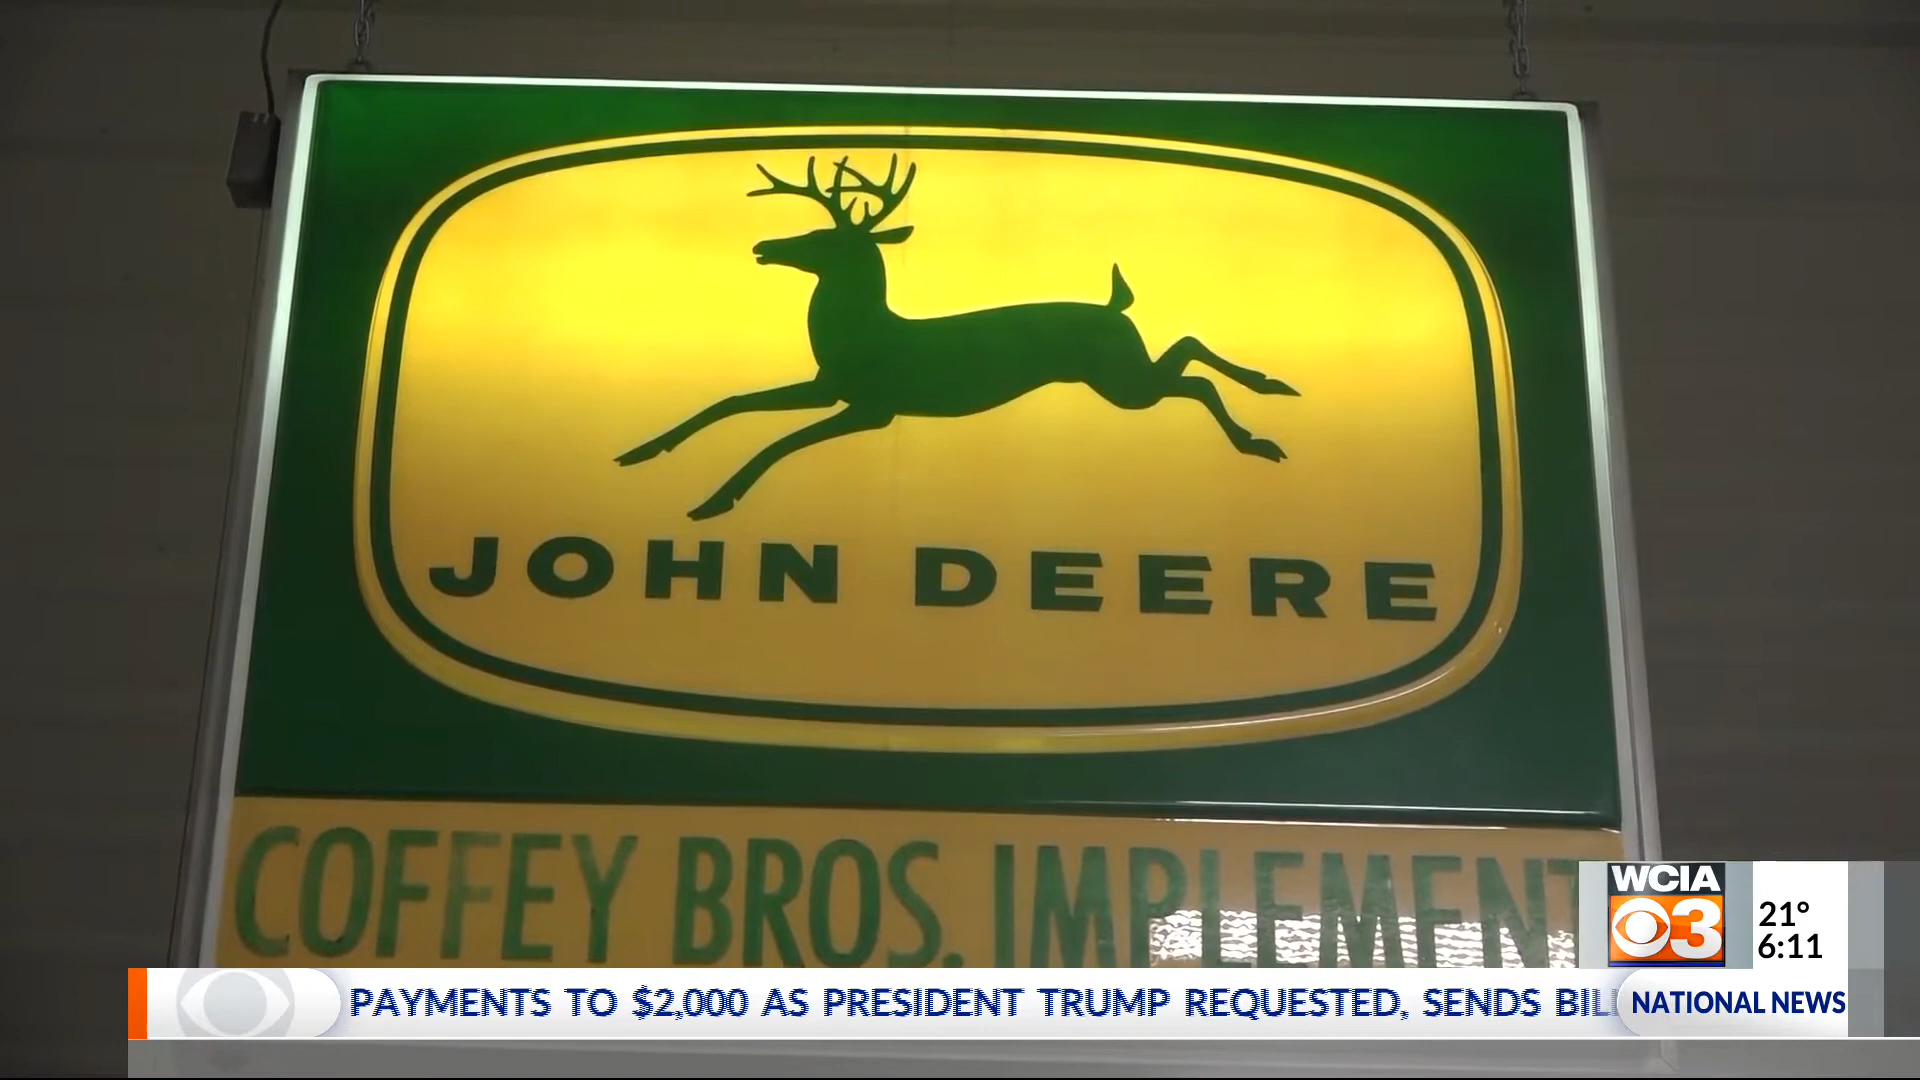 JOHN DEERE
COFFEY BROS. IMPLEMENT
WCIA
3
21°
6:11
PAYMENTS TO $2,000 AS PRESIDENT TRUMP REQUESTED, SENDS BILL
NATIONAL NEWS